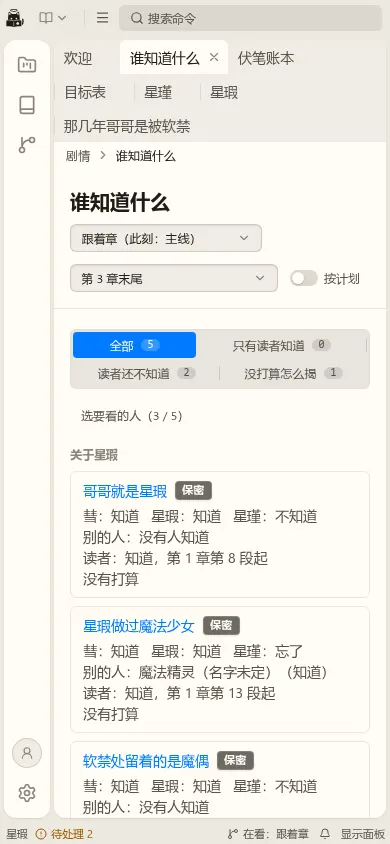 搜索命令
欢迎 谁知道什么 伏笔账本
目标表 星瑾 星瑕
那几年哥哥是被软禁
剧情 谁知道什么
谁知道什么
跟着章（此刻：主线）
第 3 章末尾 按计划
全部 5 只有读者知道 0
读者还不知道 2 没打算怎么揭 1
选要看的人（3 / 5）
关于星瑕
哥哥就是星瑕 保密
彗：知道 星瑕：知道 星瑾：不知道
别的人：没有人知道
读者：知道，第 1 章第 8 段起
没有打算
星瑕做过魔法少女 保密
彗：知道 星瑕：知道 星瑾：忘了
别的人：魔法精灵（名字未定）（知道）
读者：知道，第 1 章第 13 段起
没有打算
软禁处留着的是魔偶 保密
彗：知道 星瑕：知道 星瑾：不知道
别的人：没有人知道
星瑕 待处理 2 在看：跟着章 显示面板